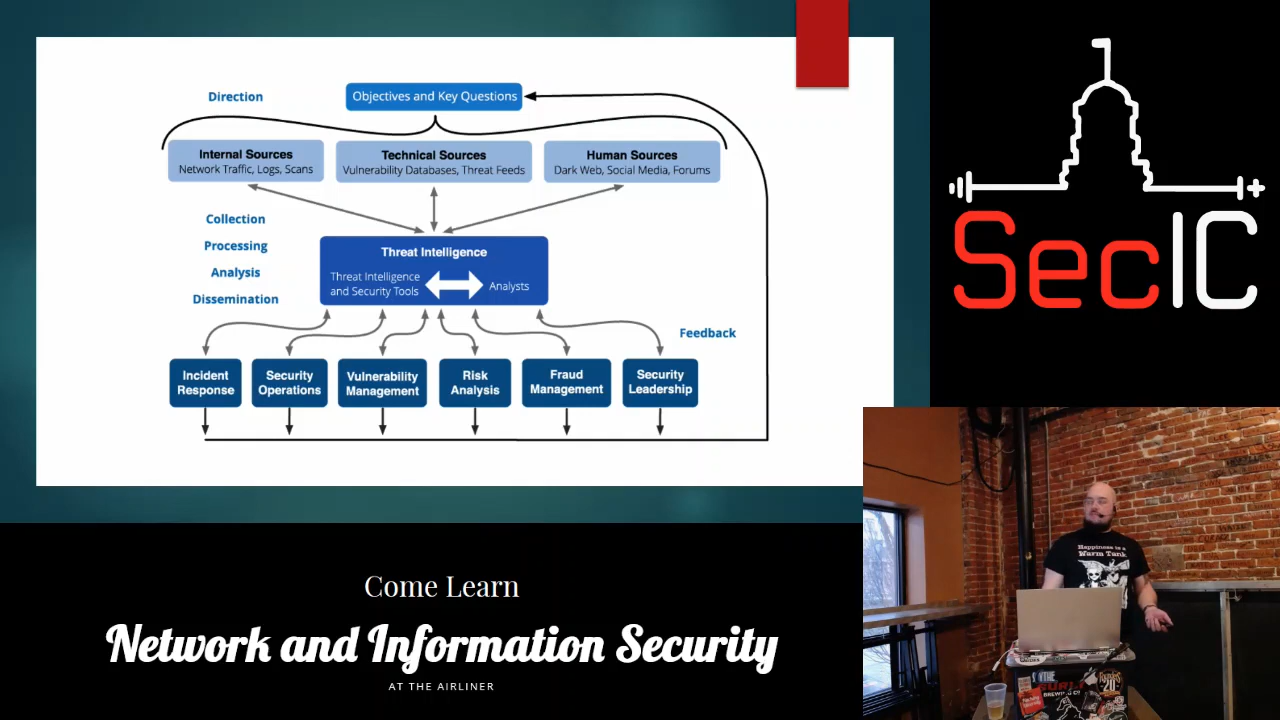 Direction
Objectives and Key Questions
Internal Sources
Network Traffic, Logs, Scans
Technical Sources
Vulnerability Databases, Threat Feeds
Human Sources
Dark Web, Social Media, Forums
Collection
Processing
Analysis
Dissemination
Threat Intelligence
Threat Intelligence
and Security Tools
Analysts
Feedback
Incident
Response
Security
Operations
Vulnerability
Management
Risk
Analysis
Fraud
Management
Security
Leadership
SecIC
Come Learn
Network and Information Security
AT THE AIRLINER
Happiness is a
Warm Tank